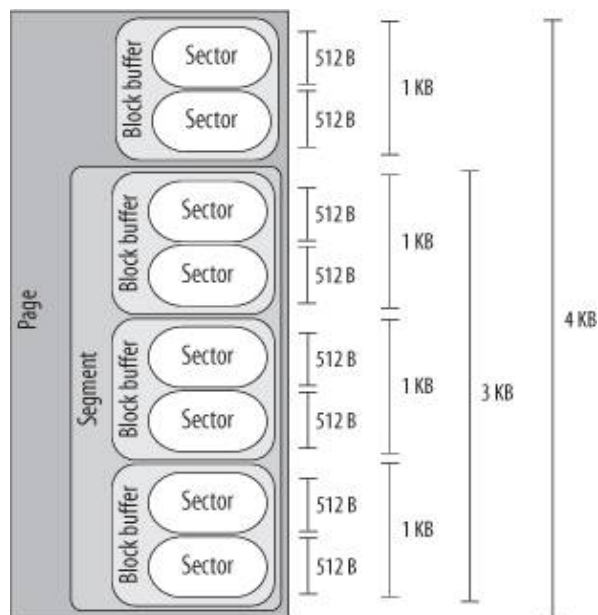 Page
Segment
Block buffer
Sector
512 B
Sector
512 B
1 KB
Block buffer
Sector
512 B
Sector
512 B
1 KB
Block buffer
Sector
512 B
Sector
512 B
1 KB
Block buffer
Sector
512 B
Sector
512 B
1 KB
3 KB
4 KB